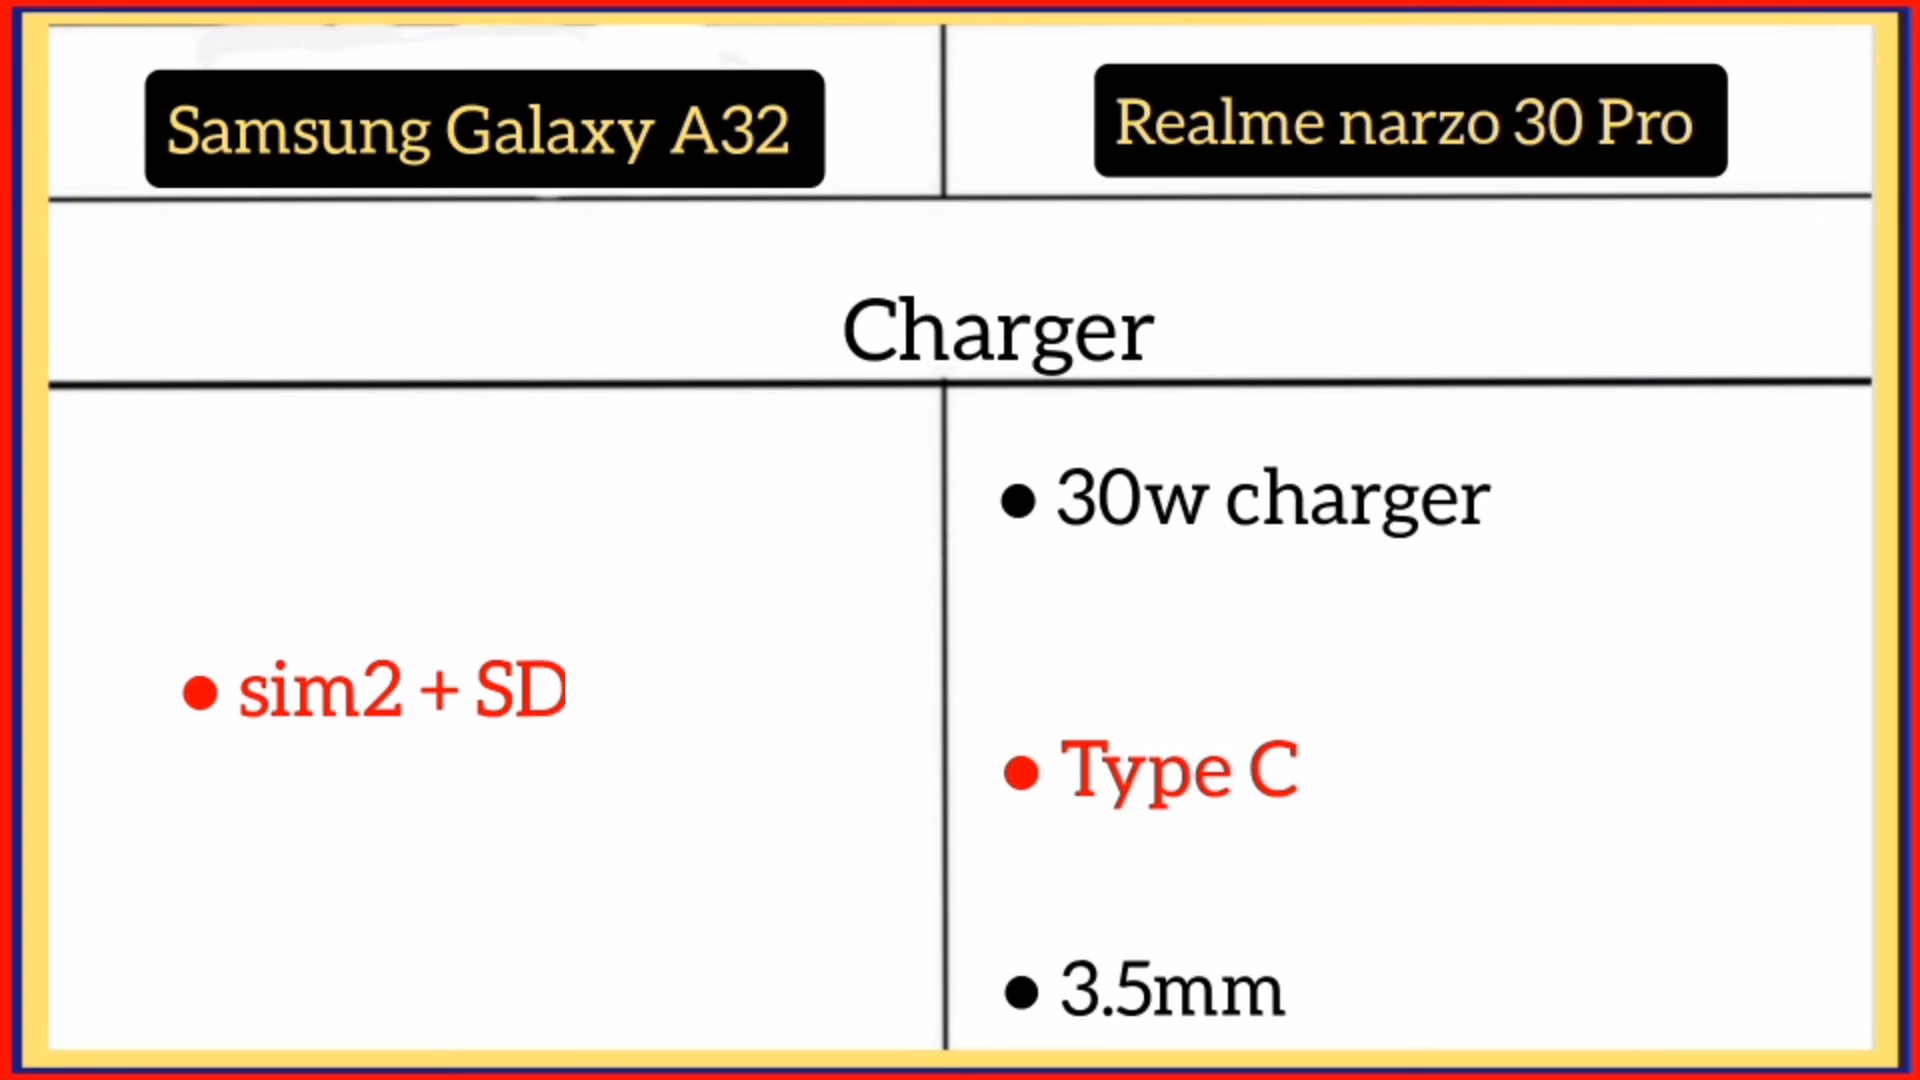 Samsung Galaxy A32
Realme narzo 30 Pro
Charger
• 30w charger
• sim2 + SD
• Type C
• 3.5mm